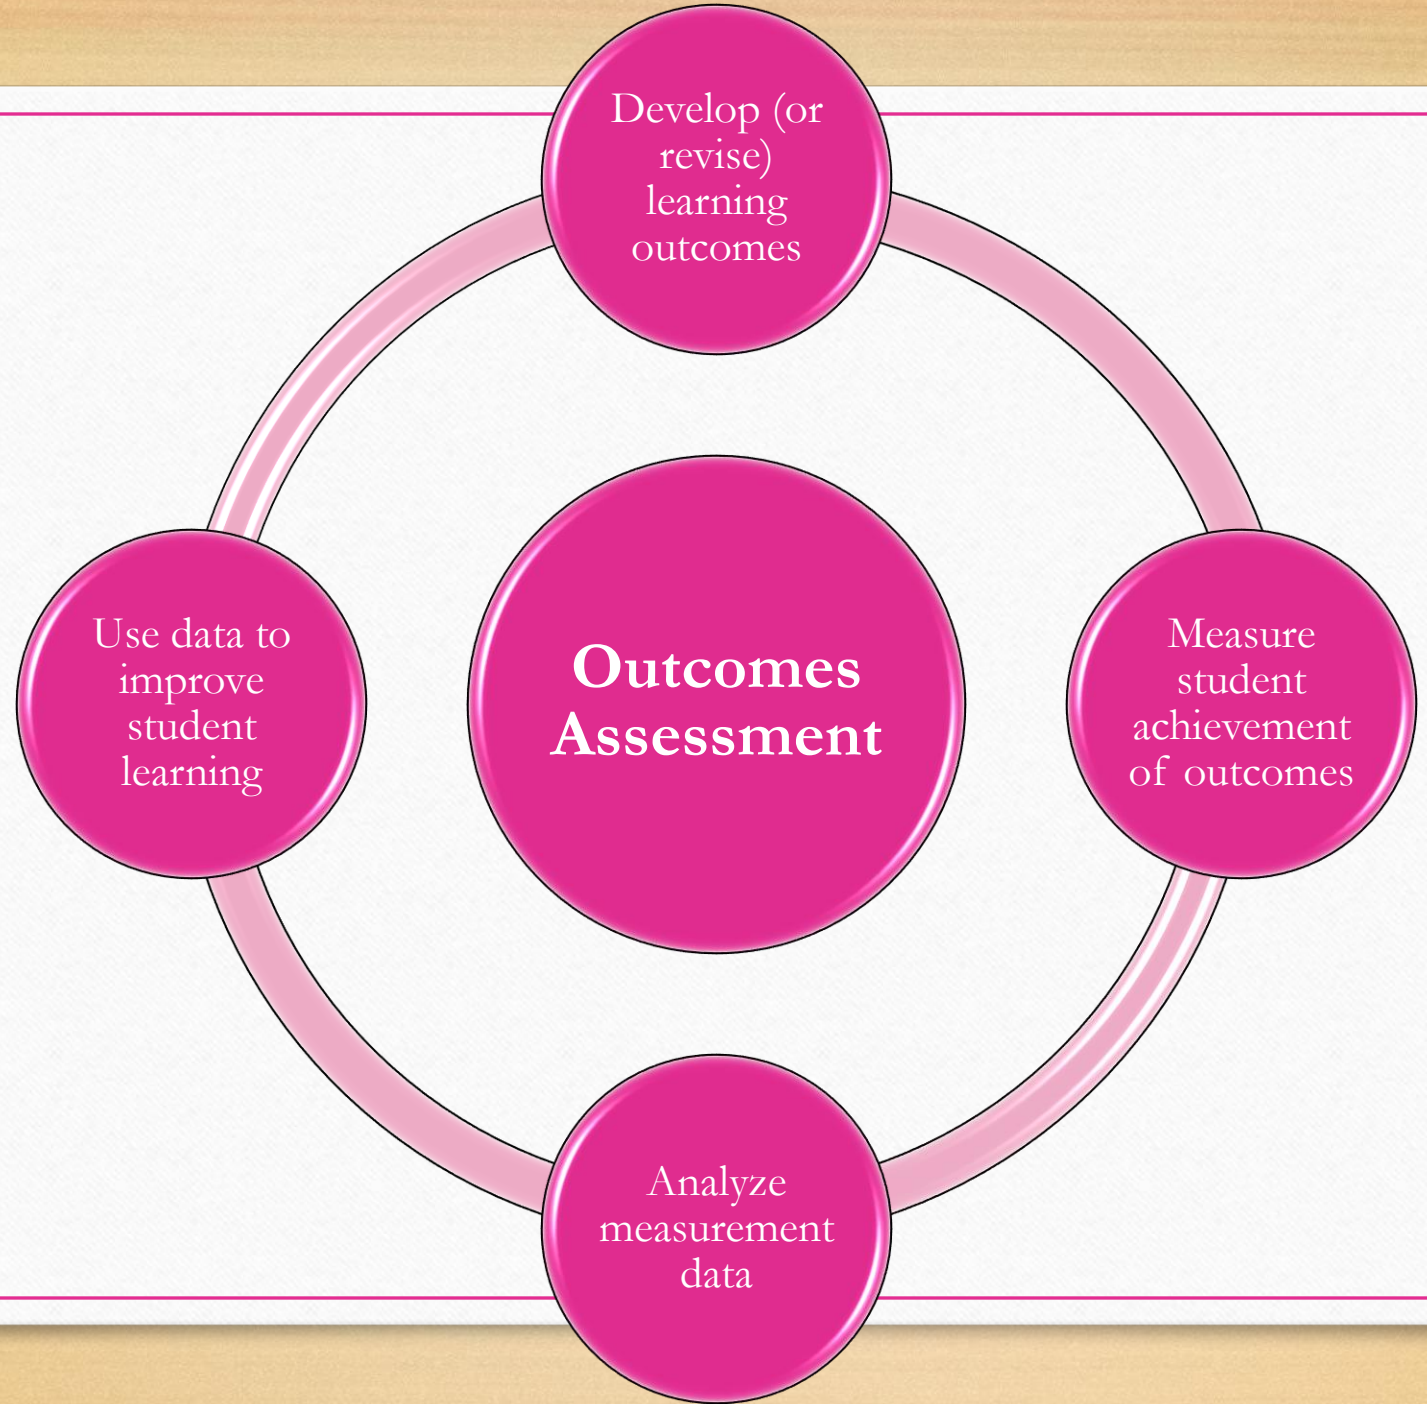 Develop (or
revise)
learning
outcomes
Use data to
improve
student
learning
Outcomes
Assessment
Measure
student
achievement
of outcomes
Analyze
measurement
data